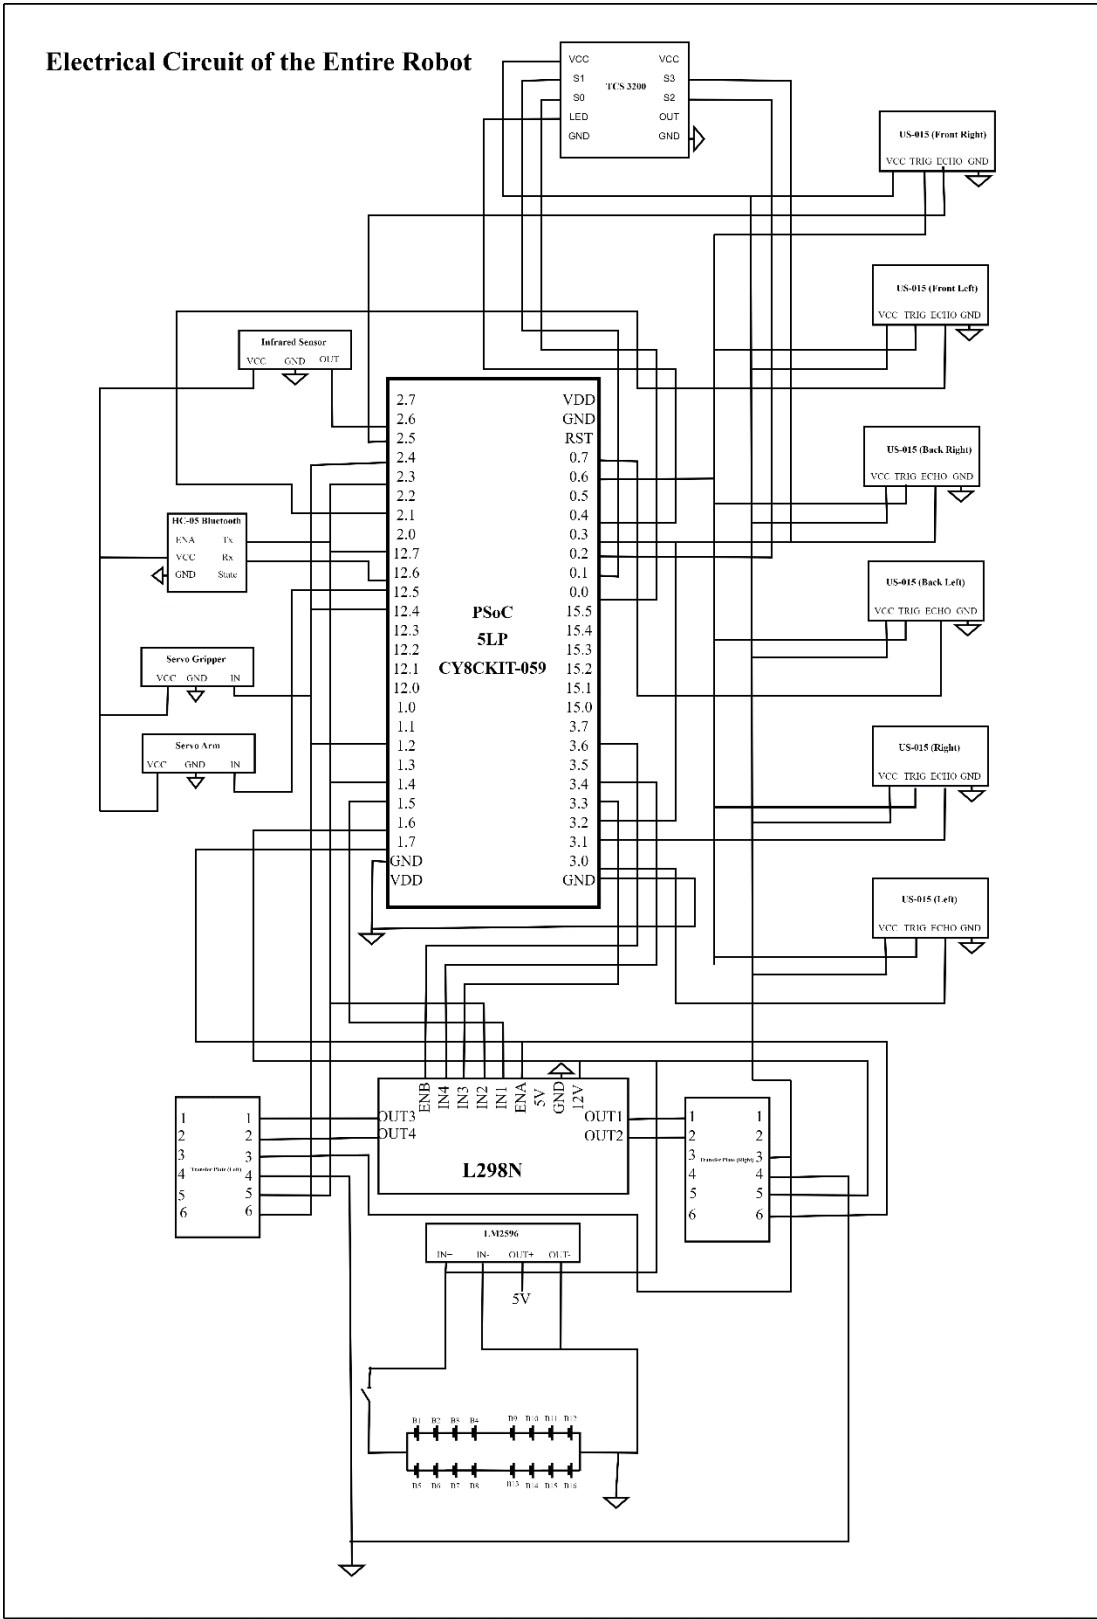 Electrical Circuit of the Entire Robot
VCC VCC
S1 TCS 3200 S3
S0 S2
LED OUT
GND GND
US-015 (Front Right)
VCC TRIG ECHO GND
US-015 (Front Left)
VCC TRIG ECHO GND
Infrared Sensor
VCC GND OUT
US-015 (Back Right)
VCC TRIG ECHO GND
HC-05 Bluetooth
ENA Tx
VCC Rx
GND State
US-015 (Back Left)
VCC TRIG ECHO GND
Servo Gripper
VCC GND IN
Servo Arm
VCC GND IN
US-015 (Right)
VCC TRIG ECHO GND
US-015 (Left)
VCC TRIG ECHO GND
2.7 VDD
2.6 GND
2.5 RST
2.4 0.7
2.3 0.6
2.2 0.5
2.1 0.4
2.0 0.3
12.7 0.2
12.6 0.1
12.5 0.0
12.4 15.5
12.3 15.4
12.2 15.3
12.1 15.2
12.0 15.1
1.0 15.0
1.1 3.7
1.2 3.6
1.3 3.5
1.4 3.4
1.5 3.3
1.6 3.2
1.7 3.1
GND 3.0
VDD GND
PSoC
5LP
CY8CKIT-059
ENB IN4 IN3 IN2 IN1 ENA 5V GND 12V
OUT3 OUT1
OUT4 OUT2
L298N
1 1
2 2
3 3
Transfer Plate (Left)
4 4
5 5
6 6
1 1
2 2
3 3
Transfer Plate (Right)
4 4
5 5
6 6
LM2596
IN+ IN- OUT+ OUT-
5V
B1 B2 B3 B4 B9 B10 B11 B12
B5 B6 B7 B8 B13 B14 B15 B16